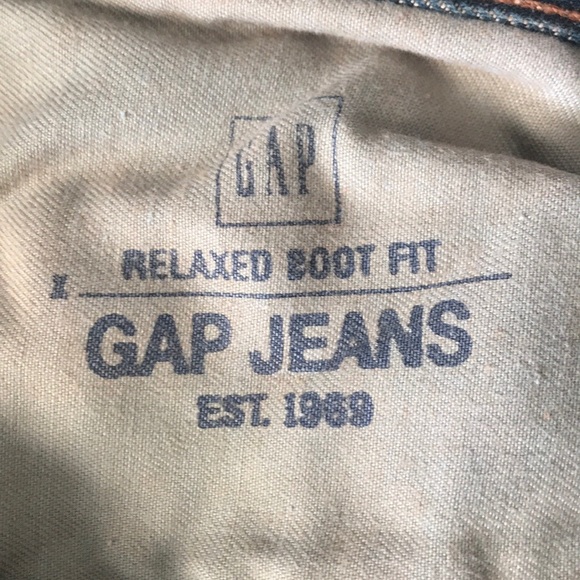 GAP
RELAXED BOOT FIT
X
GAP JEANS
EST. 1969